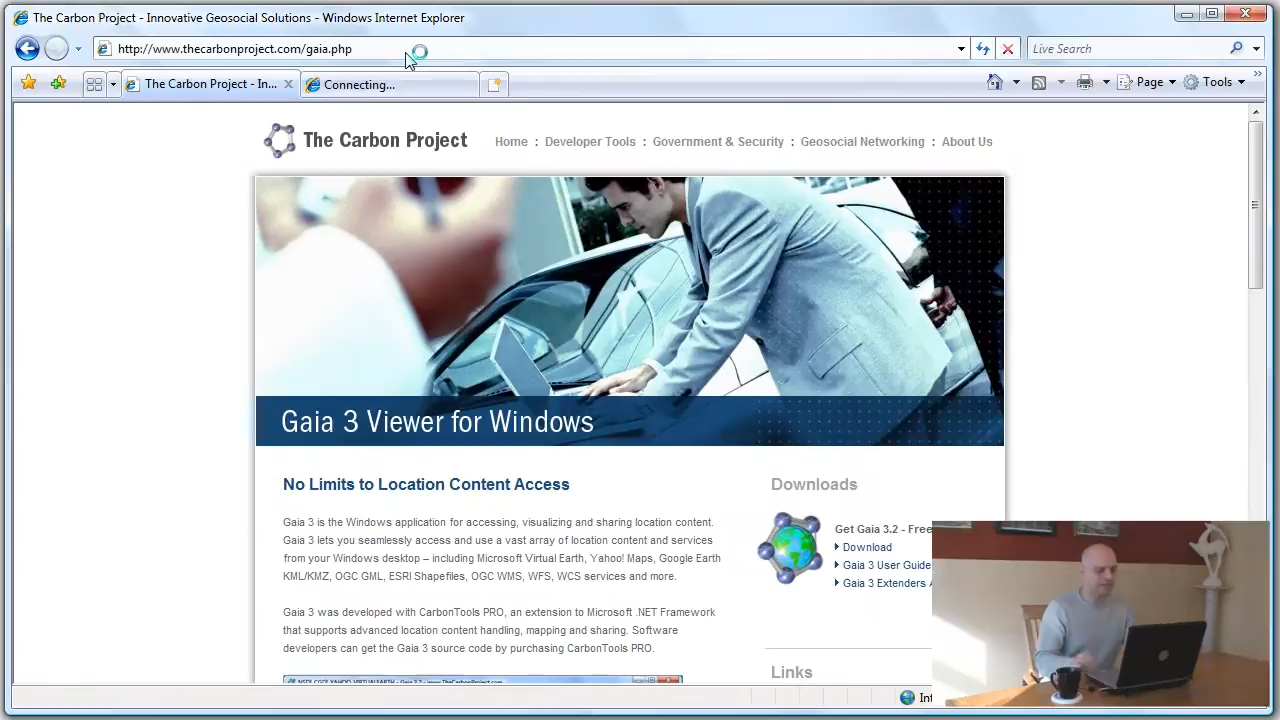 The Carbon Project - Innovative Geosocial Solutions - Windows Internet Explorer
http://www.thecarbonproject.com/gaia.php
Live Search
The Carbon Project - In...
Connecting...
Page
Tools
The Carbon Project
Home : Developer Tools : Government & Security : Geosocial Networking : About Us
Gaia 3 Viewer for Windows
No Limits to Location Content Access
Gaia 3 is the Windows application for accessing, visualizing and sharing location content.
Gaia 3 lets you seamlessly access and use a vast array of location content and services
from your Windows desktop – including Microsoft Virtual Earth, Yahoo! Maps, Google Earth
KML/KMZ, OGC GML, ESRI Shapefiles, OGC WMS, WFS, WCS services and more.
Gaia 3 was developed with CarbonTools PRO, an extension to Microsoft .NET Framework
that supports advanced location content handling, mapping and sharing. Software
developers can get the Gaia 3 source code by purchasing CarbonTools PRO.
Downloads
Get Gaia 3.2 - Free
Download
Gaia 3 User Guide
Gaia 3 Extenders
Links